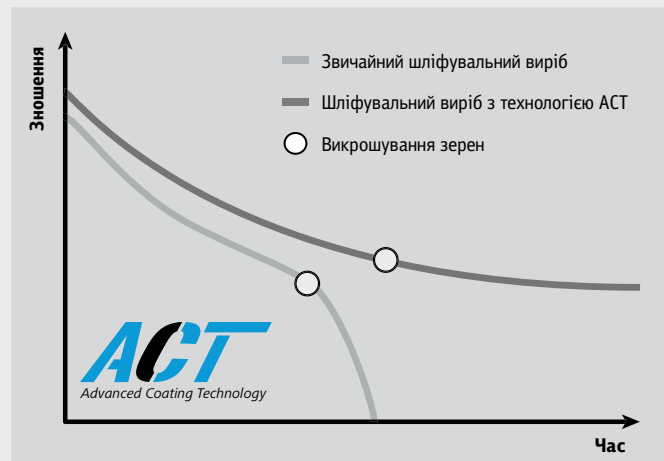 Зношення
Звичайний шліфувальний виріб
Шліфувальний виріб з технологією ACT
Викрошування зерен
ACT
Advanced Coating Technology
Час